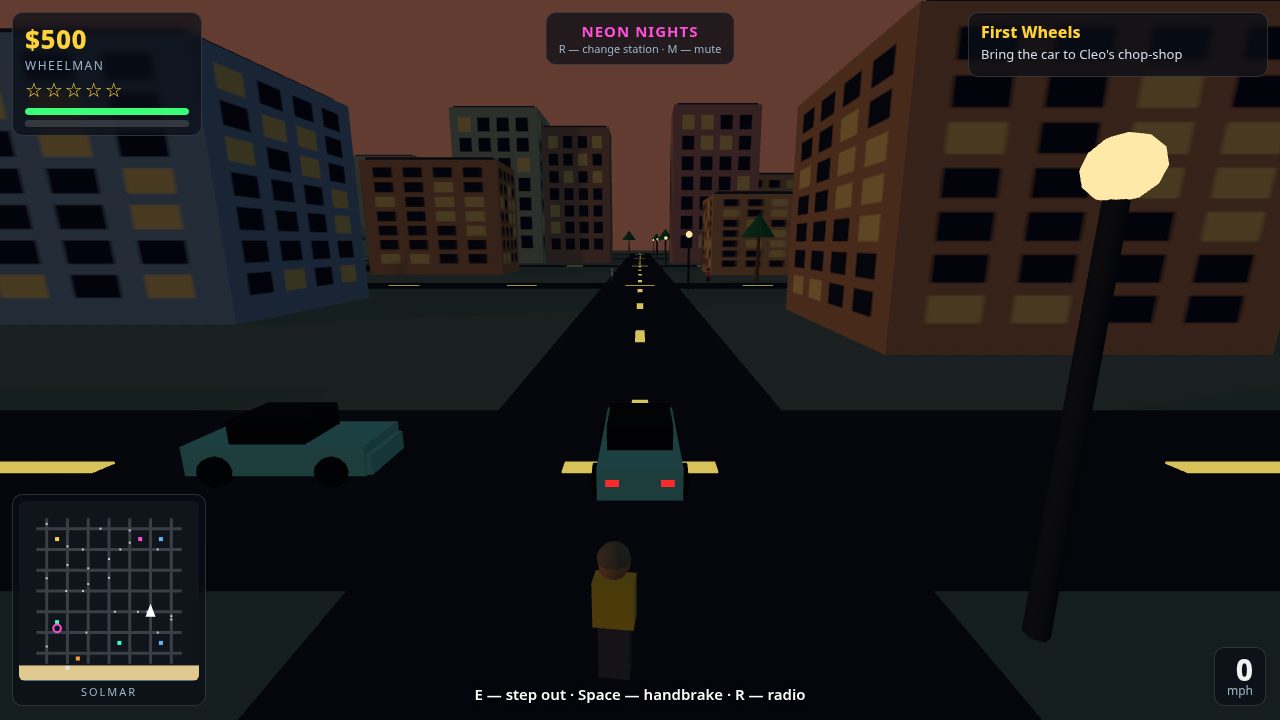 $500
WHEELMAN
☆☆☆☆☆
NEON NIGHTS
R — change station · M — mute
First Wheels
Bring the car to Cleo's chop-shop
SOLMAR
E — step out · Space — handbrake · R — radio
0
mph